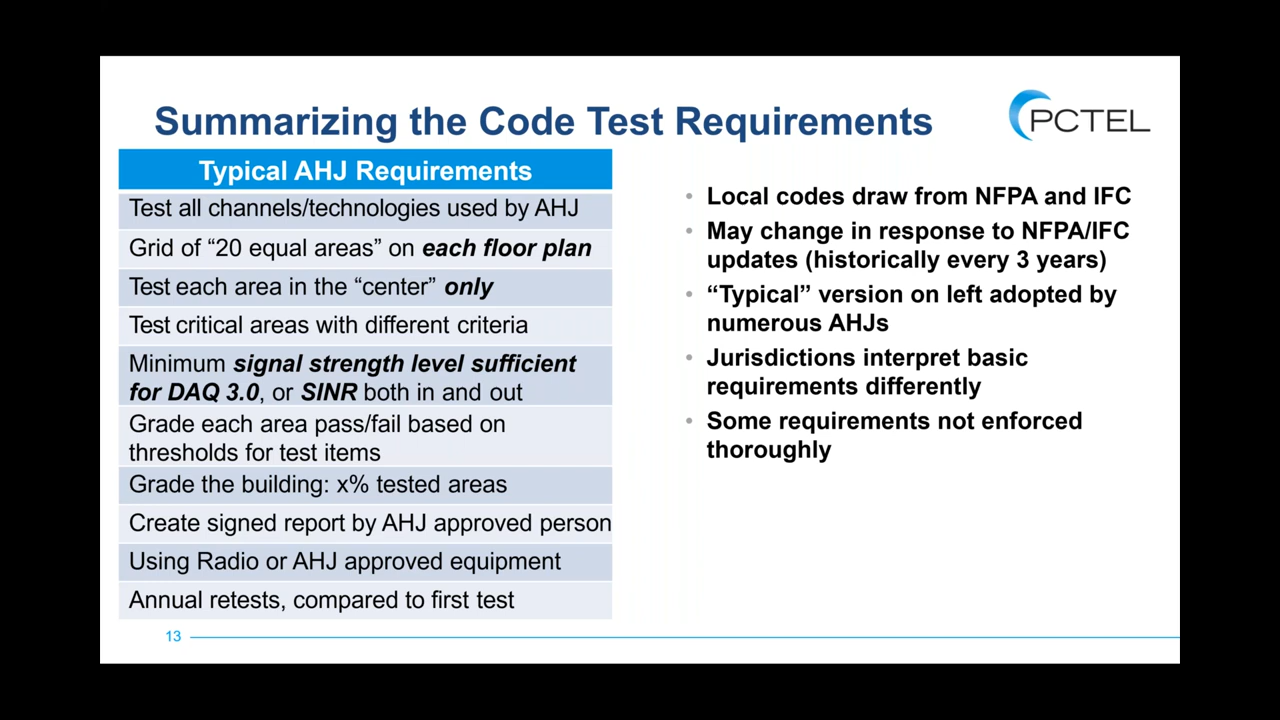 Summarizing the Code Test Requirements
PCTEL
Typical AHJ Requirements
Test all channels/technologies used by AHJ
Grid of “20 equal areas” on each floor plan
Test each area in the “center” only
Test critical areas with different criteria
Minimum signal strength level sufficient
for DAQ 3.0, or SINR both in and out
Grade each area pass/fail based on
thresholds for test items
Grade the building: x% tested areas
Create signed report by AHJ approved person
Using Radio or AHJ approved equipment
Annual retests, compared to first test
• Local codes draw from NFPA and IFC
• May change in response to NFPA/IFC
updates (historically every 3 years)
• “Typical” version on left adopted by
numerous AHJs
• Jurisdictions interpret basic
requirements differently
• Some requirements not enforced
thoroughly
13